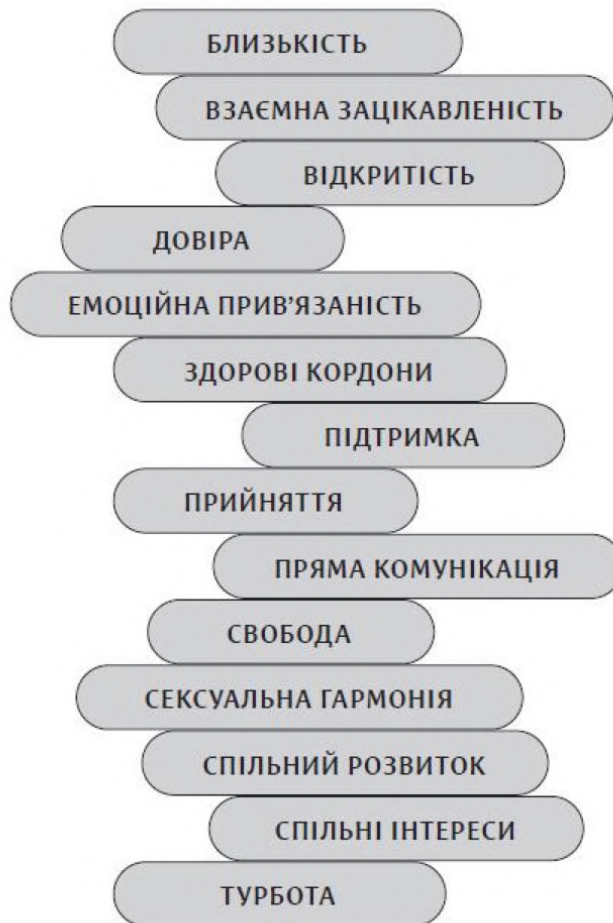 БЛИЗЬКІСТЬ
ВЗАЄМНА ЗАЦІКАВЛЕНІСТЬ
ВІДКРИТІСТЬ
ДОВІРА
ЕМОЦІЙНА ПРИВ’ЯЗАНІСТЬ
ЗДОРОВІ КОРДОНИ
ПІДТРИМКА
ПРИЙНЯТТЯ
ПРЯМА КОМУНІКАЦІЯ
СВОБОДА
СЕКСУАЛЬНА ГАРМОНІЯ
СПІЛЬНИЙ РОЗВИТОК
СПІЛЬНІ ІНТЕРЕСИ
ТУРБОТА